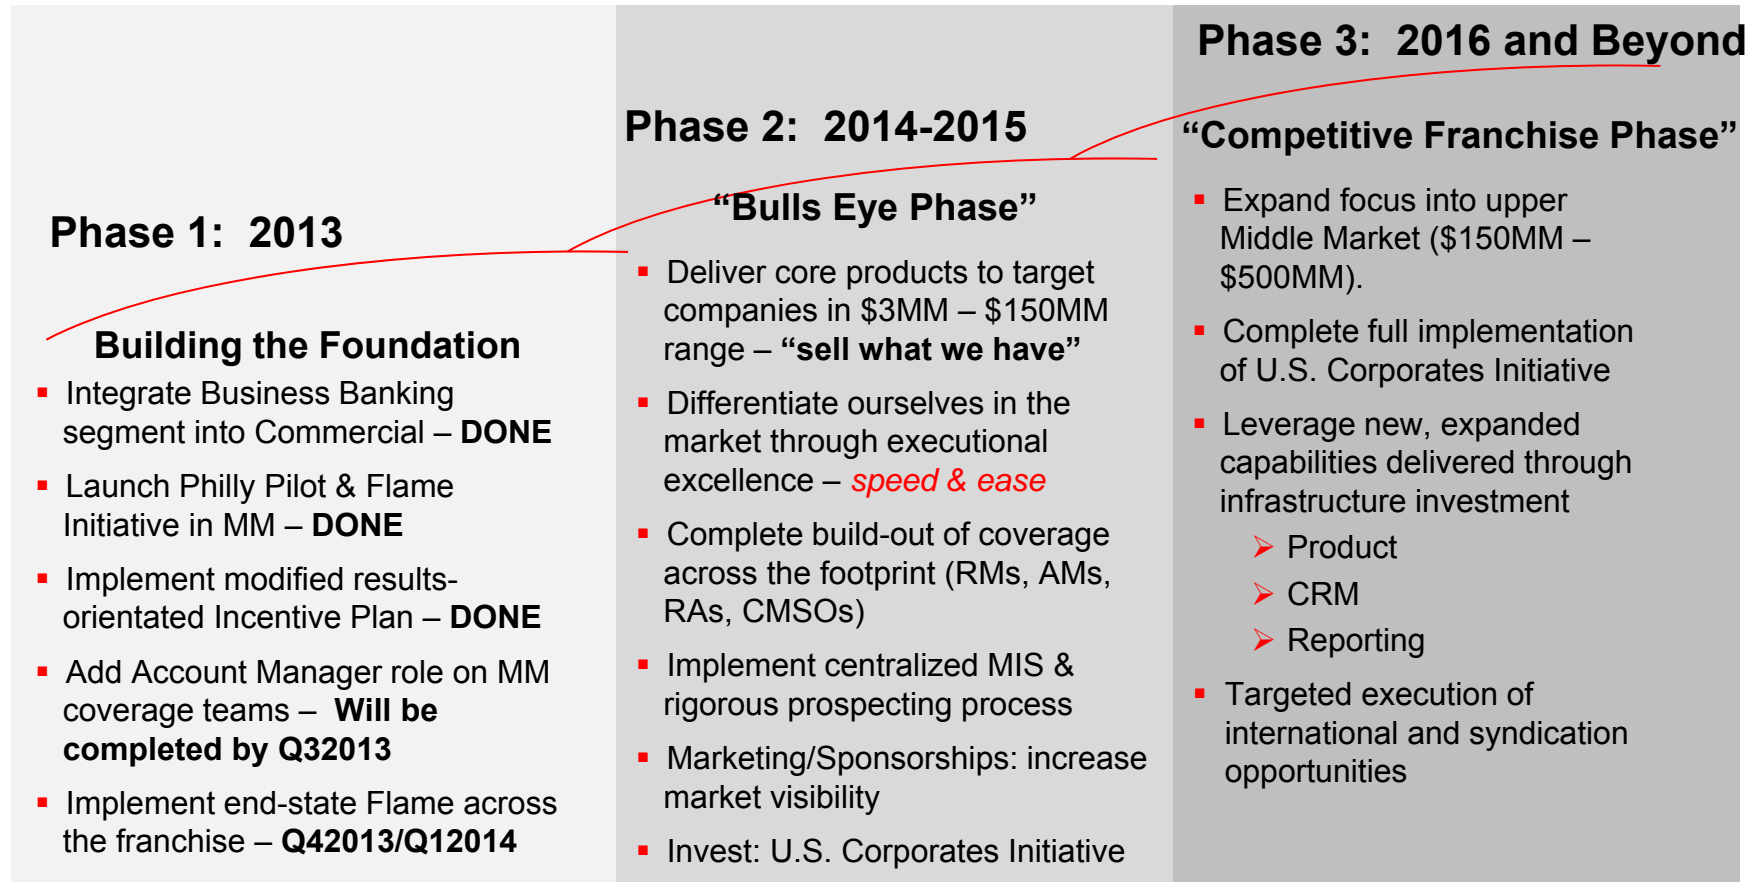 Phase 1:  2013
Building the Foundation
▪ Integrate Business Banking
segment into Commercial – DONE
▪ Launch Philly Pilot & Flame
Initiative in MM – DONE
▪ Implement modified results-
orientated Incentive Plan – DONE
▪ Add Account Manager role on MM
coverage teams –  Will be
completed by Q32013
▪ Implement end-state Flame across
the franchise – Q42013/Q12014
Phase 2:  2014-2015
“Bulls Eye Phase”
▪ Deliver core products to target
companies in $3MM – $150MM
range – “sell what we have”
▪ Differentiate ourselves in the
market through executional
excellence – speed & ease
▪ Complete build-out of coverage
across the footprint (RMs, AMs,
RAs, CMSOs)
▪ Implement centralized MIS &
rigorous prospecting process
▪ Marketing/Sponsorships: increase
market visibility
▪ Invest: U.S. Corporates Initiative
Phase 3:  2016 and Beyond
“Competitive Franchise Phase”
▪ Expand focus into upper
Middle Market ($150MM –
$500MM).
▪ Complete full implementation
of U.S. Corporates Initiative
▪ Leverage new, expanded
capabilities delivered through
infrastructure investment
➢ Product
➢ CRM
➢ Reporting
▪ Targeted execution of
international and syndication
opportunities